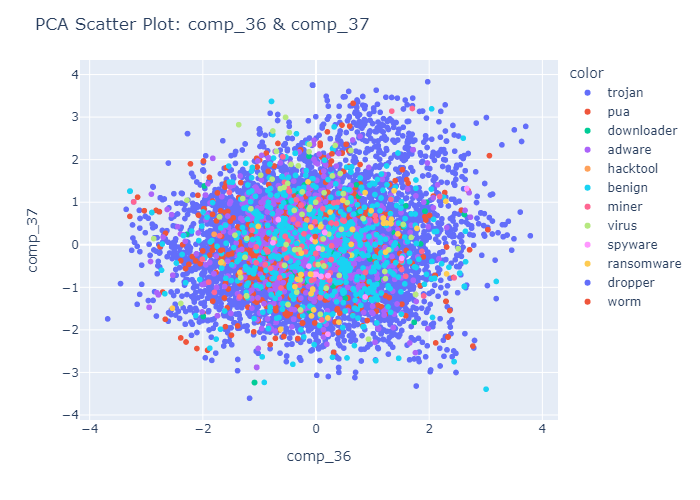 PCA Scatter Plot: comp_36 & comp_37
color
trojan
pua
downloader
adware
hacktool
benign
miner
virus
spyware
ransomware
dropper
worm
comp_37
4
3
2
1
0
−1
−2
−3
−4
−4
−2
0
2
4
comp_36